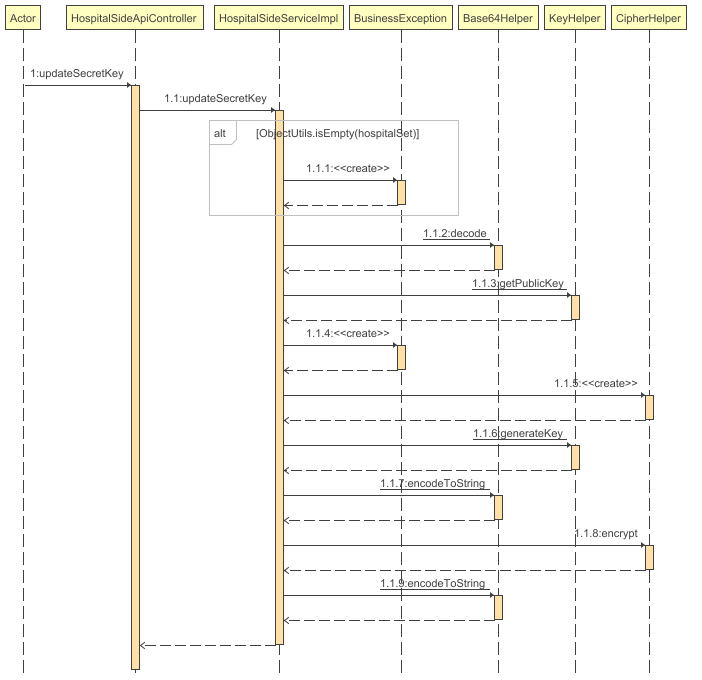 Actor
HospitalSideApiController
HospitalSideServiceImpl
BusinessException
Base64Helper
KeyHelper
CipherHelper
1:updateSecretKey
1.1:updateSecretKey
alt
[ObjectUtils.isEmpty(hospitalSet)]
1.1.1:<<create>>
1.1.2:decode
1.1.3:getPublicKey
1.1.4:<<create>>
1.1.5:<<create>>
1.1.6:generateKey
1.1.7:encodeToString
1.1.8:encrypt
1.1.9:encodeToString